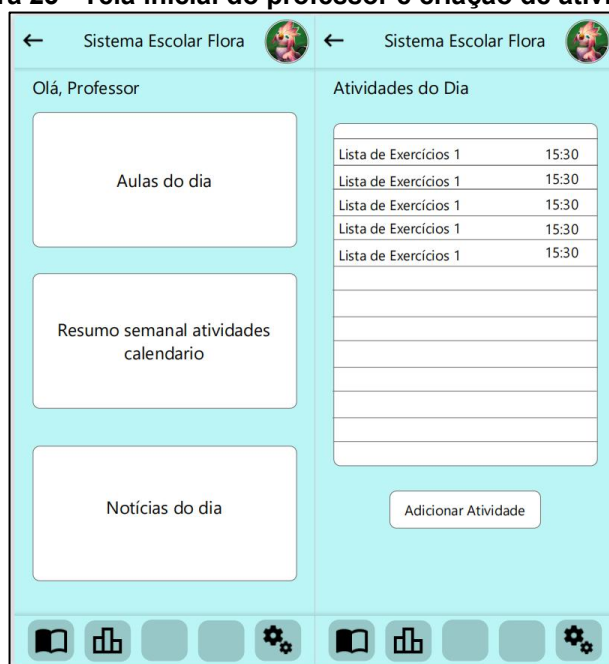 Tela inicial do professor e criação de
Sistema Escolar Flora
Olá, Professor
Aulas do dia
Resumo semanal atividades
calendario
Notícias do dia
Sistema Escolar Flora
Atividades do Dia
Lista de Exercícios 1 15:30
Lista de Exercícios 1 15:30
Lista de Exercícios 1 15:30
Lista de Exercícios 1 15:30
Lista de Exercícios 1 15:30
Adicionar Atividade